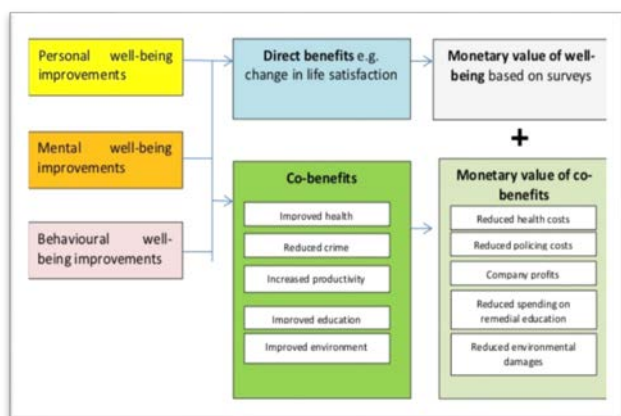 Personal well-being
improvements
Mental well-being
improvements
Behavioural well-
being improvements
Direct benefits e.g.
change in life satisfaction
Co-benefits
Improved health
Reduced crime
Increased productivity
Improved education
Improved environment
Monetary value of well-
being based on surveys
+
Monetary value of co-
benefits
Reduced health costs
Reduced policing costs
Company profits
Reduced spending on
remedial education
Reduced environmental
damages